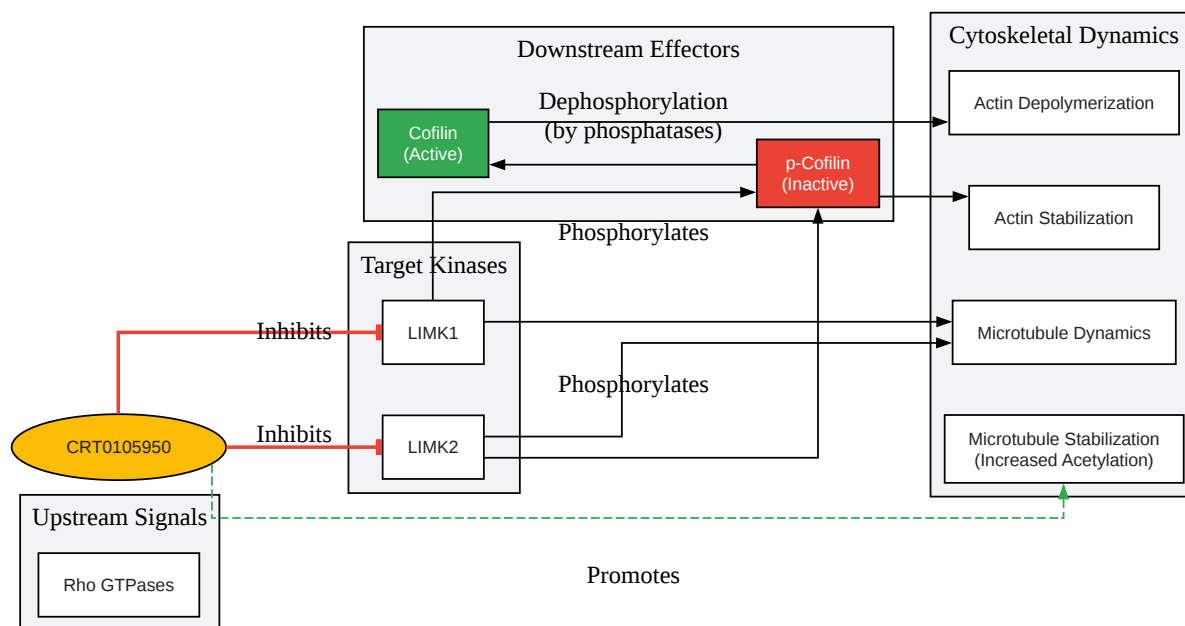 Downstream Effectors
Cytoskeletal Dynamics
Dephosphorylation
(by phosphatases)
Cofilin
(Active)
p-Cofilin
(Inactive)
Actin Depolymerization
Actin Stabilization
Phosphorylates
Target Kinases
Inhibits
LIMK1
Microtubule Dynamics
Phosphorylates
CRT0105950
Inhibits
LIMK2
Microtubule Stabilization
(Increased Acetylation)
Upstream Signals
Rho GTPases
Promotes